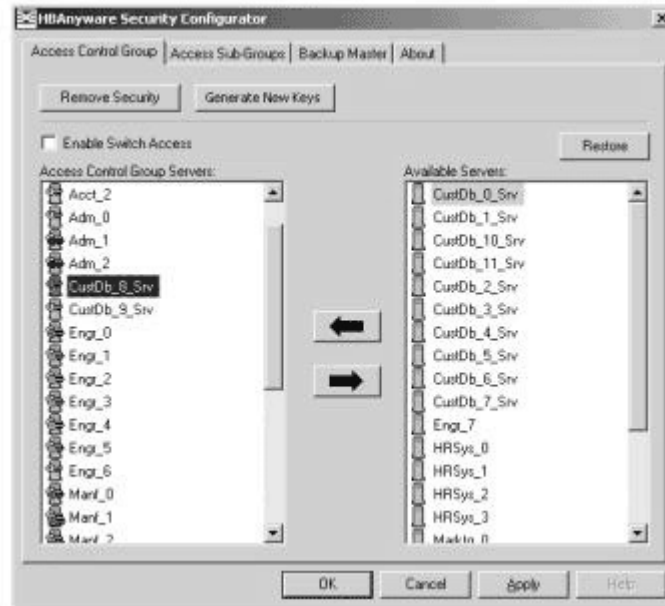 HBAnyware Security Configurator
Access Control Group Access Sub-Groups Backup Master About
Remove Security Generate New Keys
Enable Switch Access
Restore
Access Control Group Servers:
Acct_2
Adm_0
Adm_1
Adm_2
CustDb_8_Srv
CustDb_9_Srv
Engr_0
Engr_1
Engr_2
Engr_3
Engr_4
Engr_5
Engr_6
Manf_0
Manf_1
Manf_2
Available Servers:
CustDb_0_Srv
CustDb_1_Srv
CustDb_10_Srv
CustDb_11_Srv
CustDb_2_Srv
CustDb_3_Srv
CustDb_4_Srv
CustDb_5_Srv
CustDb_6_Srv
CustDb_7_Srv
Engr_7
HRSys_0
HRSys_1
HRSys_2
HRSys_3
Marktn_0
OK Cancel Apply Help